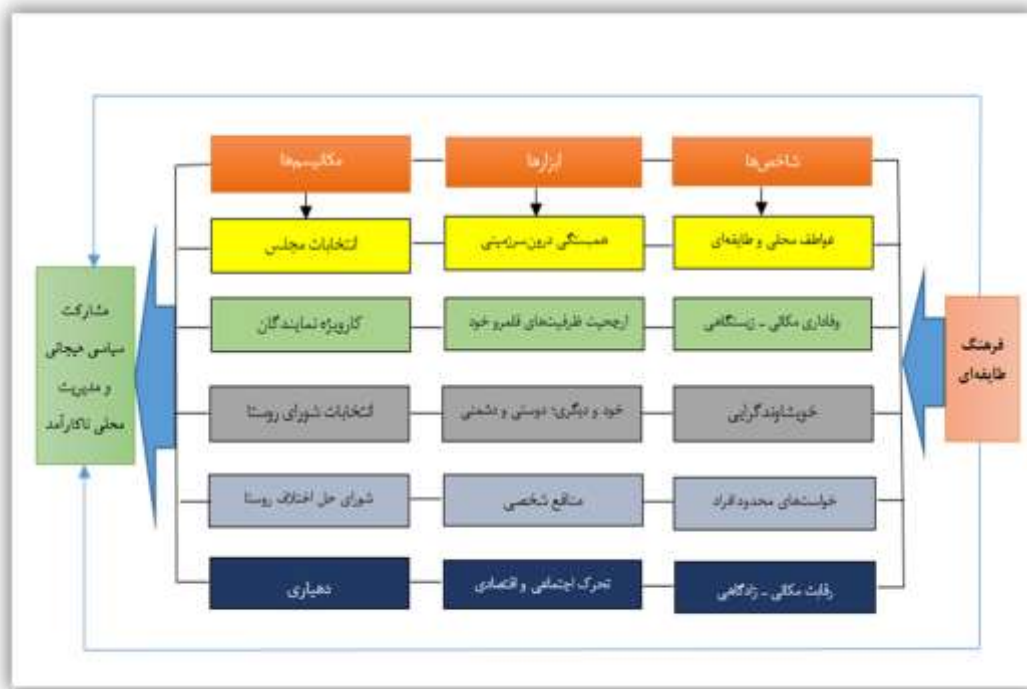 شاخص‌ها
ابزارها
مکانیسم‌ها
عواطف محلی و طایفه‌ای
همبستگی درون‌سرزمینی
انتخابات مجلس
وفاداری مکانی ـ زیستگاهی
ارجحیت ظرفیت‌های قلمرو خود
کارویژه نمایندگان
خویشاوندگرایی
خود و دیگری؛ دوستی و دشمنی
انتخابات شورای روستا
خواست‌های محدود افراد
منافع شخصی
شورای حل اختلاف روستا
رقابت مکانی ـ زادگاهی
تحرک اجتماعی و اقتصادی
دهیاری
فرهنگ
طایفه‌ای
مشارکت
سیاسی هیجانی
و مدیریت
محلی ناکارآمد